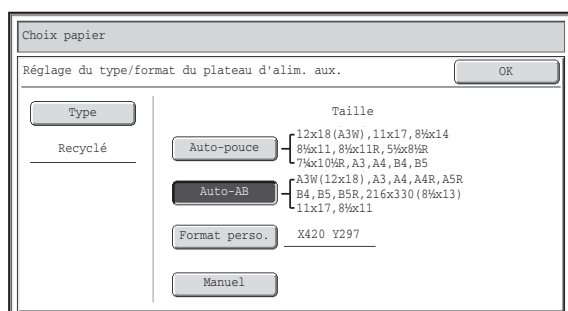 Choix papier
Réglage du type/format du plateau d'alim. aux.
OK
Type
Recyclé
Taille
Auto-pouce
12x18(A3W),11x17,8½x14
8½x11,8½x11R,5½x8½R
7¼x10½R,A3,A4,B4,B5
Auto-AB
A3W(12x18),A3,A4,A4R,A5R
B4,B5,B5R,216x330(8½x13)
11x17,8½x11
Format perso.
X420 Y297
Manuel